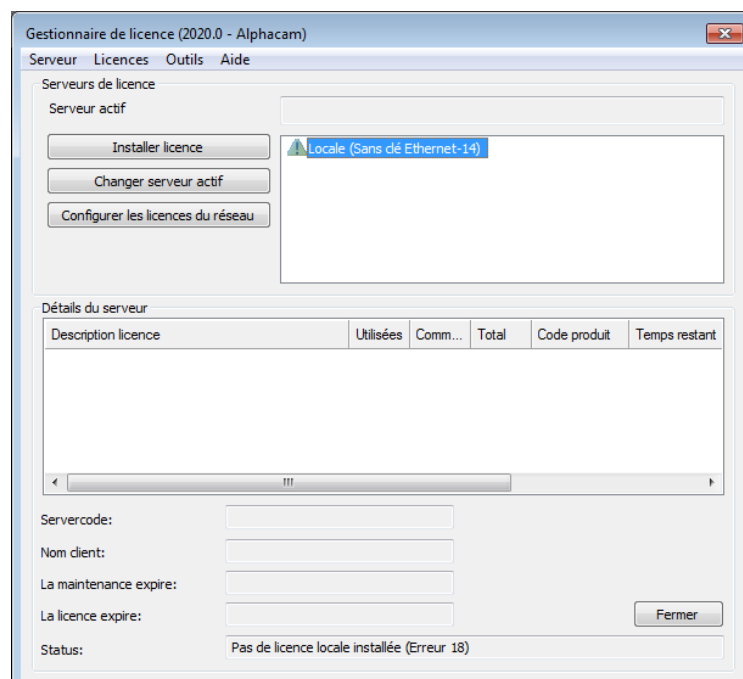 Gestionnaire de licence (2020.0 - Alphacam)
Serveur Licences Outils Aide
Serveurs de licence
Serveur actif
Installer licence
Locale (Sans clé Ethernet-14)
Changer serveur actif
Configurer les licences du réseau
Détails du serveur
Description licence Utilisées Comm... Total Code produit Temps restant
Servercode:
Nom client:
La maintenance expire:
La licence expire:
Fermer
Status: Pas de licence locale installée (Erreur 18)